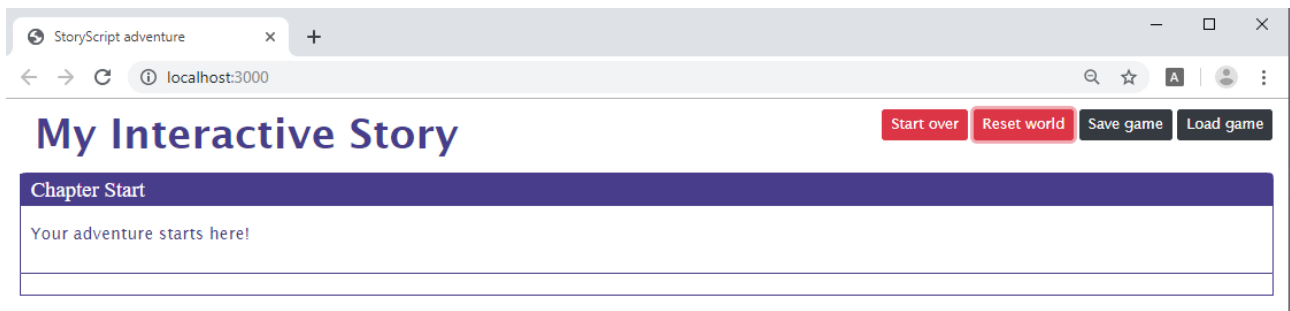 StoryScript adventure
localhost:3000
A
My Interactive Story
Start over Reset world Save game Load game
Chapter Start
Your adventure starts here!